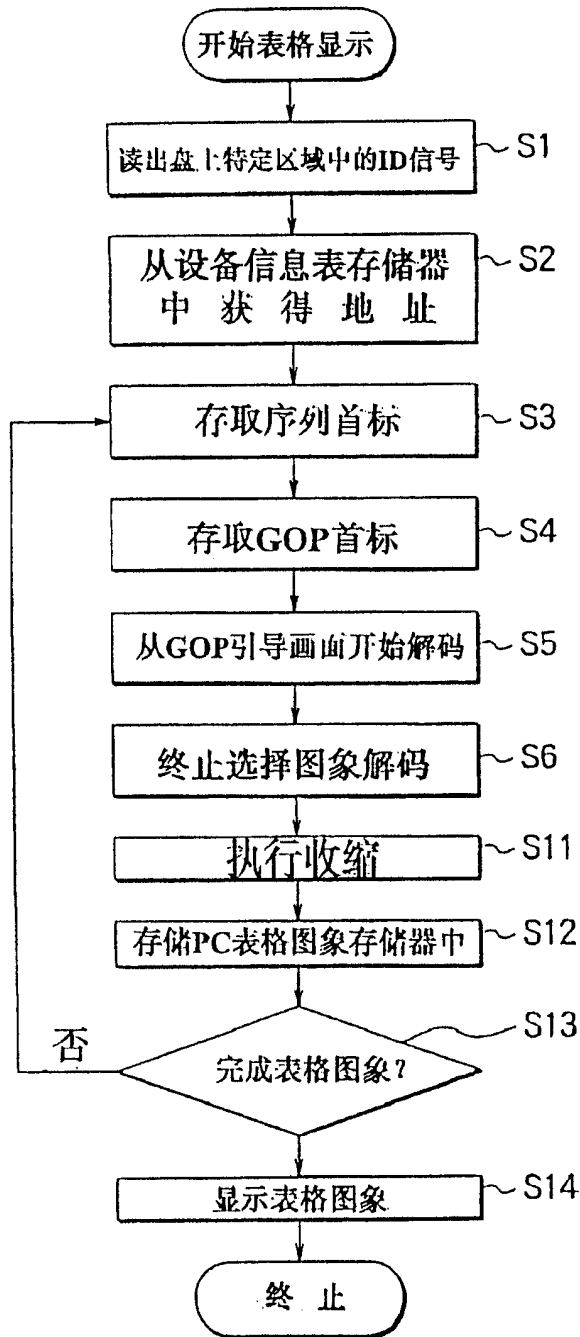 开始表格显示
读出盘上特定区域中的ID信号
S1
从设备信息表存储器
中获得地址
S2
存取序列首标
S3
存取GOP首标
S4
从GOP引导画面开始解码
S5
终止选择图象解码
S6
执行收缩
S11
存储PC表格图象存储器中
S12
完成表格图象?
S13
否
显示表格图象
S14
终止